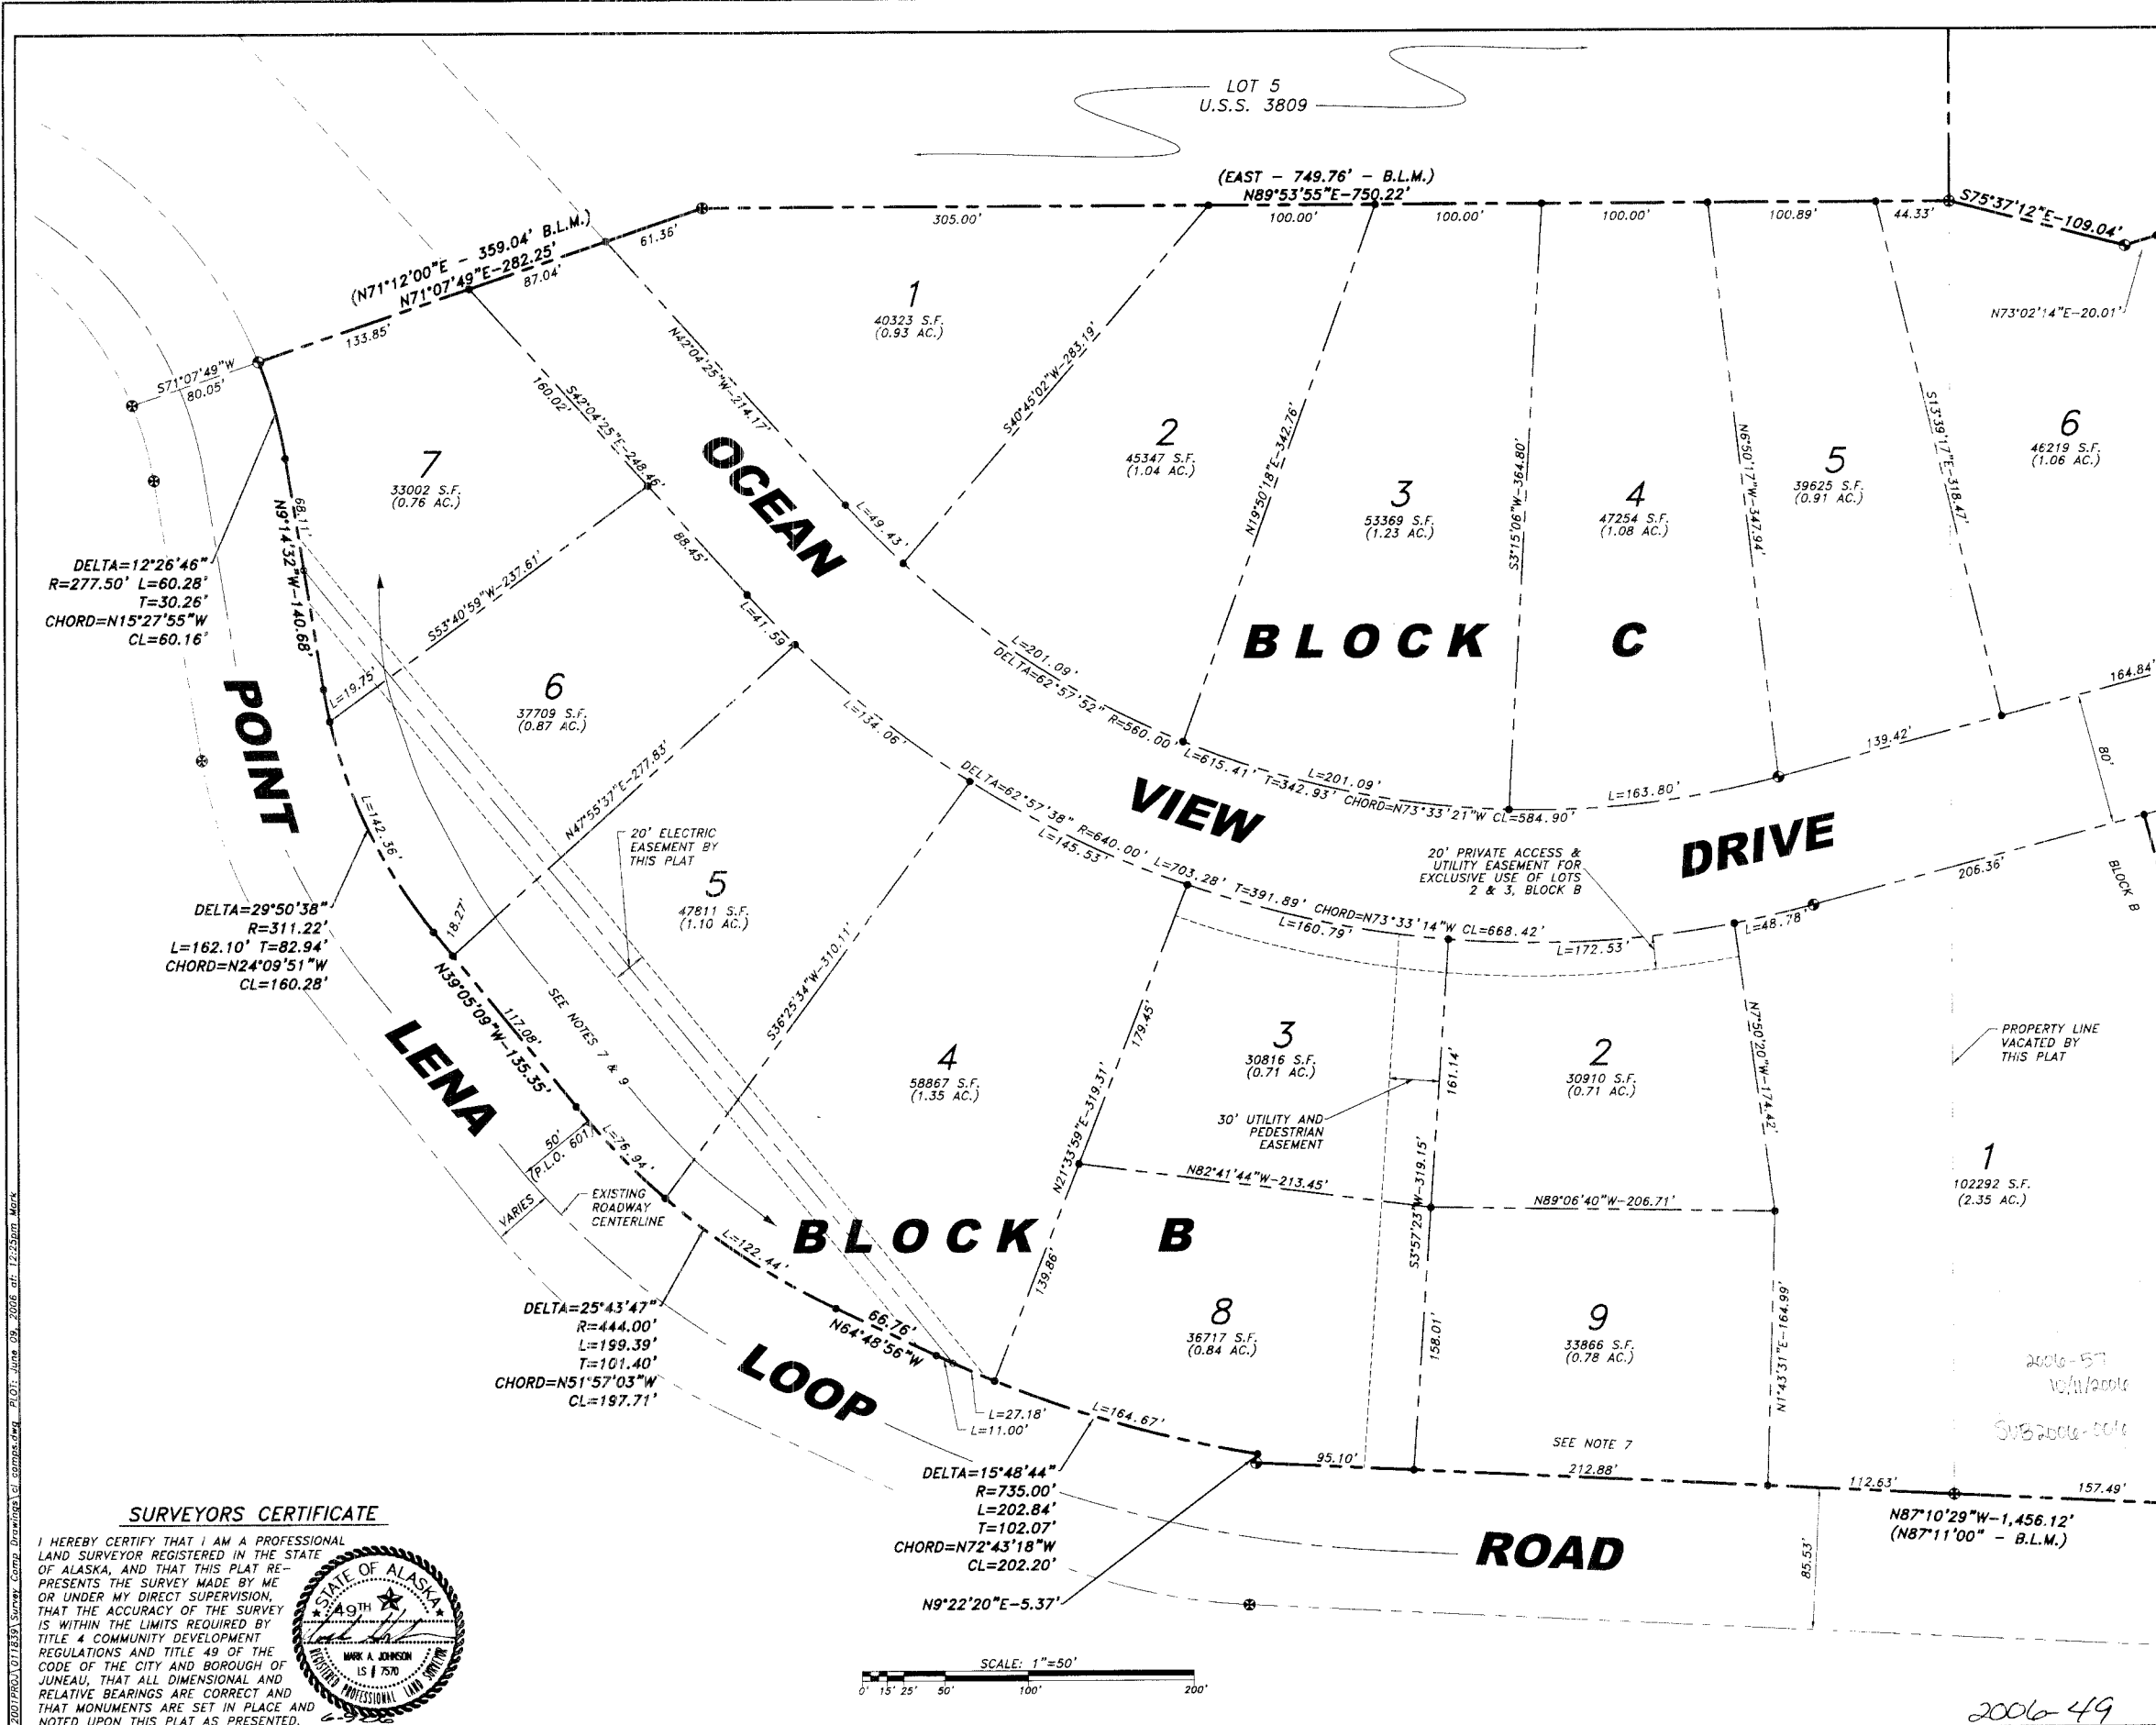 LOT 5
U.S.S. 3809
(EAST - 749.76' - B.L.M.)
N89°53'55"E-750.22'
305.00'
100.00'
100.00'
100.00'
100.89'
44.33'
S75°37'12"E-109.04'
N73°02'14"E-20.01'
(N71°12'00"E - 359.04' B.L.M.)
N71°07'49"E-282.25'
61.36'
87.04'
133.85'
S71°07'49"W
80.05'
1
40323 S.F.
(0.93 AC.)
N42°04'25"W-214.17'
S40°45'02"W-283.19'
2
45347 S.F.
(1.04 AC.)
N19°50'18"E-342.76'
3
53369 S.F.
(1.23 AC.)
S3°15'06"W-364.80'
4
47254 S.F.
(1.08 AC.)
N6°50'17"W-347.94'
5
39625 S.F.
(0.91 AC.)
S13°39'17"E-318.47'
6
46219 S.F.
(1.06 AC.)
7
33002 S.F.
(0.76 AC.)
160.02'
S42°04'25"E-248.46'
88.45'
OCEAN
L=49.43'
BLOCK C
68.11'
N9°14'32"W-140.68'
DELTA=12°26'46"
R=277.50' L=60.28'
T=30.26'
CHORD=N15°27'55"W
CL=60.16'
S53°40'59"W-237.61'
L=41.59'
L=19.75'
6
37709 S.F.
(0.87 AC.)
L=134.06'
L=201.09'
DELTA=62°57'52" R=560.00' L=615.41' T=342.93' CHORD=N73°33'21"W CL=584.90'
L=201.09'
L=163.80'
139.42'
164.84'
80'
POINT
VIEW
DRIVE
N47°55'37"E-277.83'
DELTA=62°57'38" R=640.00' L=703.28' T=391.89' CHORD=N73°33'14"W CL=668.42'
L=145.53'
L=160.79'
L=172.53'
L=48.78'
206.36'
BLOCK B
20' ELECTRIC
EASEMENT BY
THIS PLAT
20' PRIVATE ACCESS &
UTILITY EASEMENT FOR
EXCLUSIVE USE OF LOTS
2 & 3, BLOCK B
L=142.36'
5
47811 S.F.
(1.10 AC.)
DELTA=29°50'38"
R=311.22'
L=162.10' T=82.94'
CHORD=N24°09'51"W
CL=160.28'
18.27'
N39°05'09"W-135.35'
117.08'
SEE NOTES 7 & 9
S36°25'34"W-310.11'
4
58867 S.F.
(1.35 AC.)
179.45'
N21°33'59"E-319.31'
139.86'
3
30816 S.F.
(0.71 AC.)
30' UTILITY AND
PEDESTRIAN
EASEMENT
161.14'
S3°57'23"W-319.15'
158.01'
2
30910 S.F.
(0.71 AC.)
N7°50'20"W-174.42'
PROPERTY LINE
VACATED BY
THIS PLAT
1
102292 S.F.
(2.35 AC.)
LENA
50'
(P.L.O. 601)
L=76.94'
VARIES
EXISTING
ROADWAY
CENTERLINE
N82°41'44"W-213.45'
N89°06'40"W-206.71'
BLOCK B
L=122.44'
DELTA=25°43'47"
R=444.00'
L=199.39'
T=101.40'
CHORD=N51°57'03"W
CL=197.71'
66.76'
N64°48'56"W
8
36717 S.F.
(0.84 AC.)
9
33866 S.F.
(0.78 AC.)
N1°43'31"E-164.99'
2006-57
10/11/2006
LOOP
L=27.18'
L=11.00'
L=164.67'
95.10'
SEE NOTE 7
212.88'
112.63'
157.49'
N87°10'29"W-1,456.12'
(N87°11'00" - B.L.M.)
DELTA=15°48'44"
R=735.00'
L=202.84'
T=102.07'
CHORD=N72°43'18"W
CL=202.20'
N9°22'20"E-5.37'
ROAD
85.53'
SURVEYORS CERTIFICATE
I HEREBY CERTIFY THAT I AM A PROFESSIONAL
LAND SURVEYOR REGISTERED IN THE STATE
OF ALASKA, AND THAT THIS PLAT RE-
PRESENTS THE SURVEY MADE BY ME
OR UNDER MY DIRECT SUPERVISION,
THAT THE ACCURACY OF THE SURVEY
IS WITHIN THE LIMITS REQUIRED BY
TITLE 4 COMMUNITY DEVELOPMENT
REGULATIONS AND TITLE 49 OF THE
CODE OF THE CITY AND BOROUGH OF
JUNEAU, THAT ALL DIMENSIONAL AND
RELATIVE BEARINGS ARE CORRECT AND
THAT MONUMENTS ARE SET IN PLACE AND
NOTED UPON THIS PLAT AS PRESENTED.
STATE OF ALASKA
49TH
MARK A. JOHNSON
LS # 7570
REGISTERED PROFESSIONAL LAND SURVEYOR
SCALE: 1"=50'
0' 15' 25' 50' 100' 200'
2006-49
2001PROJ\011839\Survey Comp Drawings\cl_comps.dwg PLOT: June 09, 2006 at: 12:25pm Mark